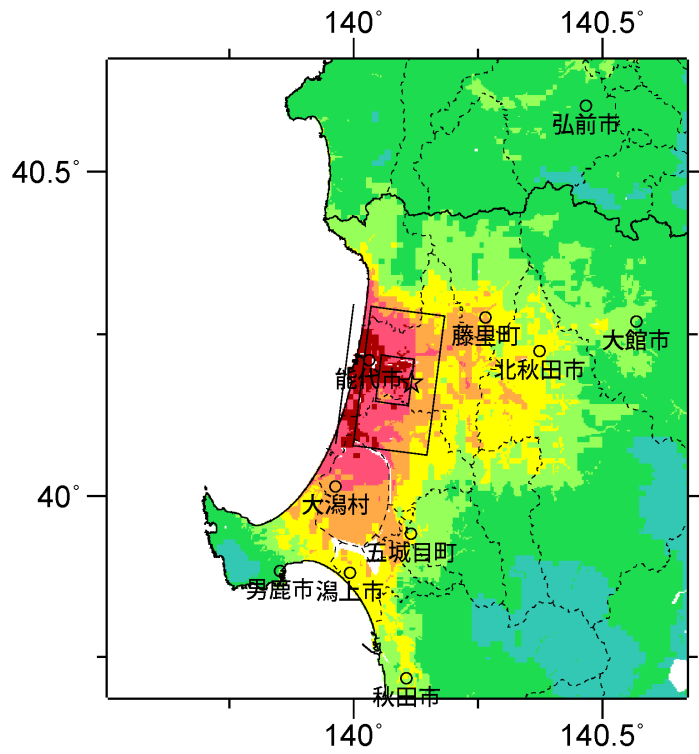 140° 140.5°
弘前市
40.5°
藤里町
大館市
北秋田市
能代市
40°
大潟村
五城目町
男鹿市
潟上市
秋田市
140° 140.5°